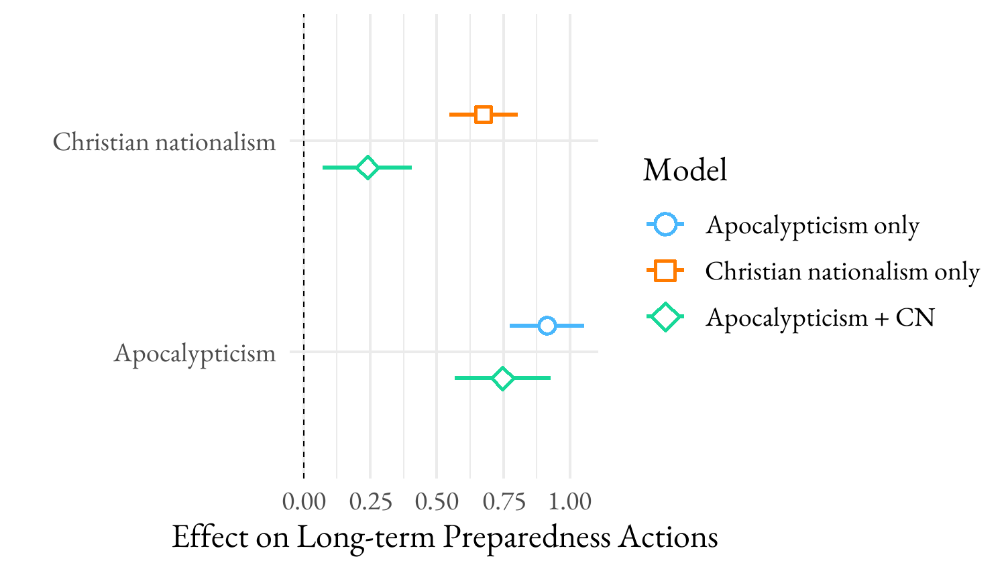 Christian nationalism
Apocalypticism
0.00 0.25 0.50 0.75 1.00
Effect on Long-term Preparedness Actions
Model
Apocalypticism only
Christian nationalism only
Apocalypticism + CN